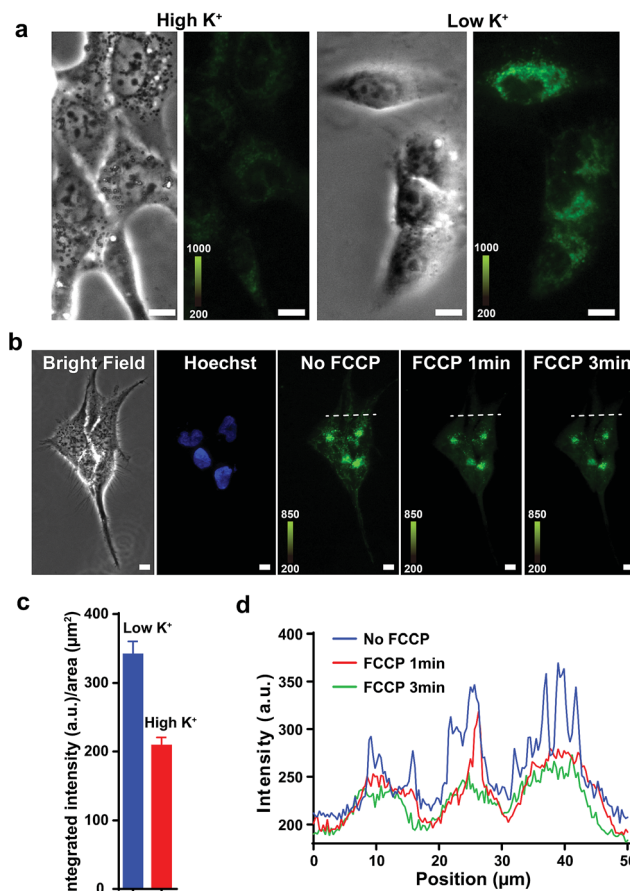 a
High K⁺
Low K⁺
1000
200
1000
200
b
Bright Field
Hoechst
No FCCP
FCCP 1min
FCCP 3min
850
200
850
200
850
200
c
Integrated intensity (a.u.)/area (µm²)
400
300
200
100
0
Low K⁺
High K⁺
d
Intensity (a.u.)
400
350
300
250
200
No FCCP
FCCP 1min
FCCP 3min
0
10
20
30
40
50
Position (µm)